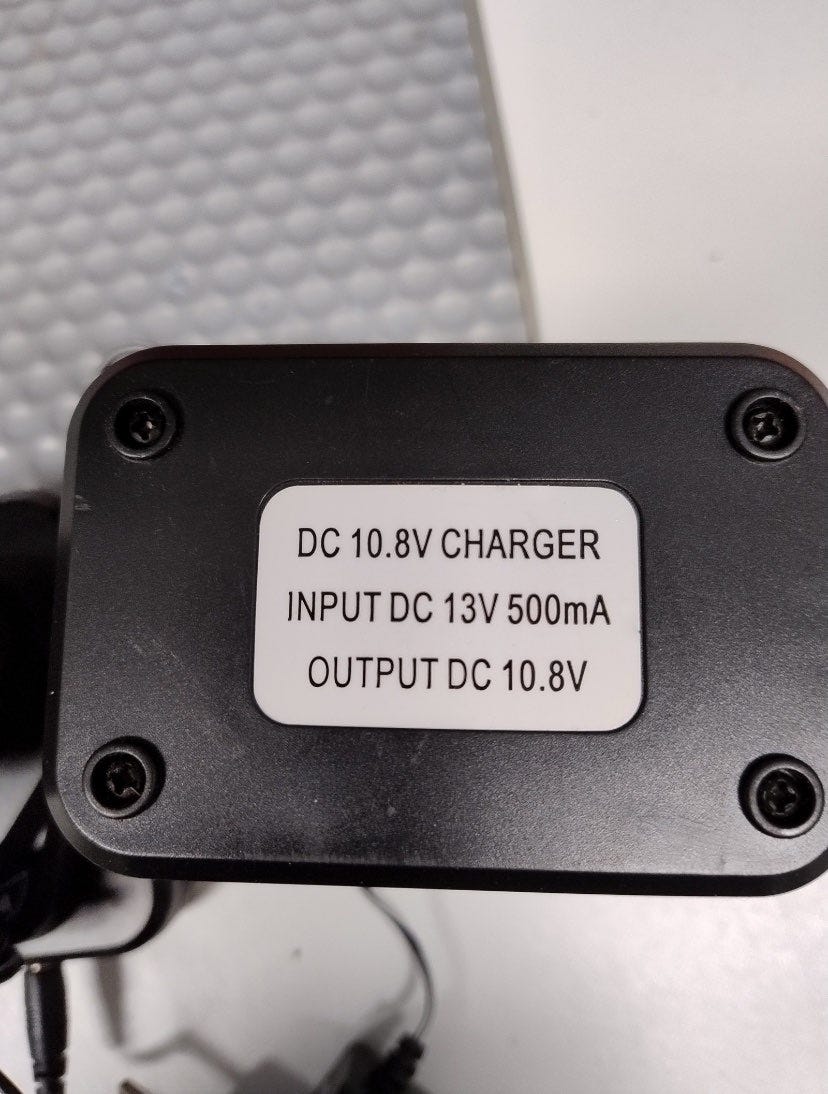 DC 10.8V CHARGER
INPUT DC 13V 500mA
OUTPUT DC 10.8V